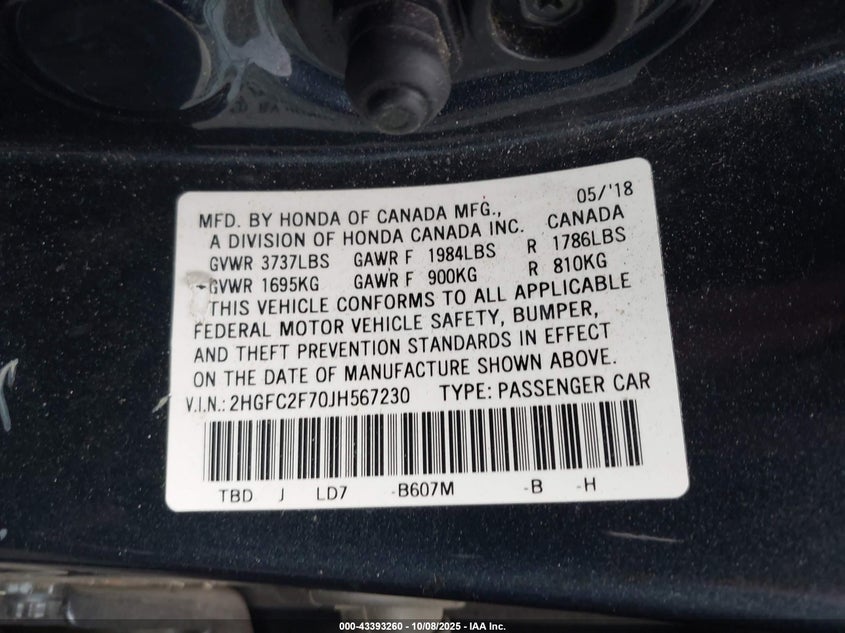 MFD. BY HONDA OF CANADA MFG., 05/'18
A DIVISION OF HONDA CANADA INC. CANADA
GVWR 3737LBS GAWR F 1984LBS R 1786LBS
GVWR 1695KG GAWR F 900KG R 810KG
THIS VEHICLE CONFORMS TO ALL APPLICABLE
FEDERAL MOTOR VEHICLE SAFETY, BUMPER,
AND THEFT PREVENTION STANDARDS IN EFFECT
ON THE DATE OF MANUFACTURE SHOWN ABOVE.
V.I.N.: 2HGFC2F70JH567230 TYPE: PASSENGER CAR
TBD J LD7 -B607M -B -H
000-43393260 - 10/08/2025 - IAA Inc.